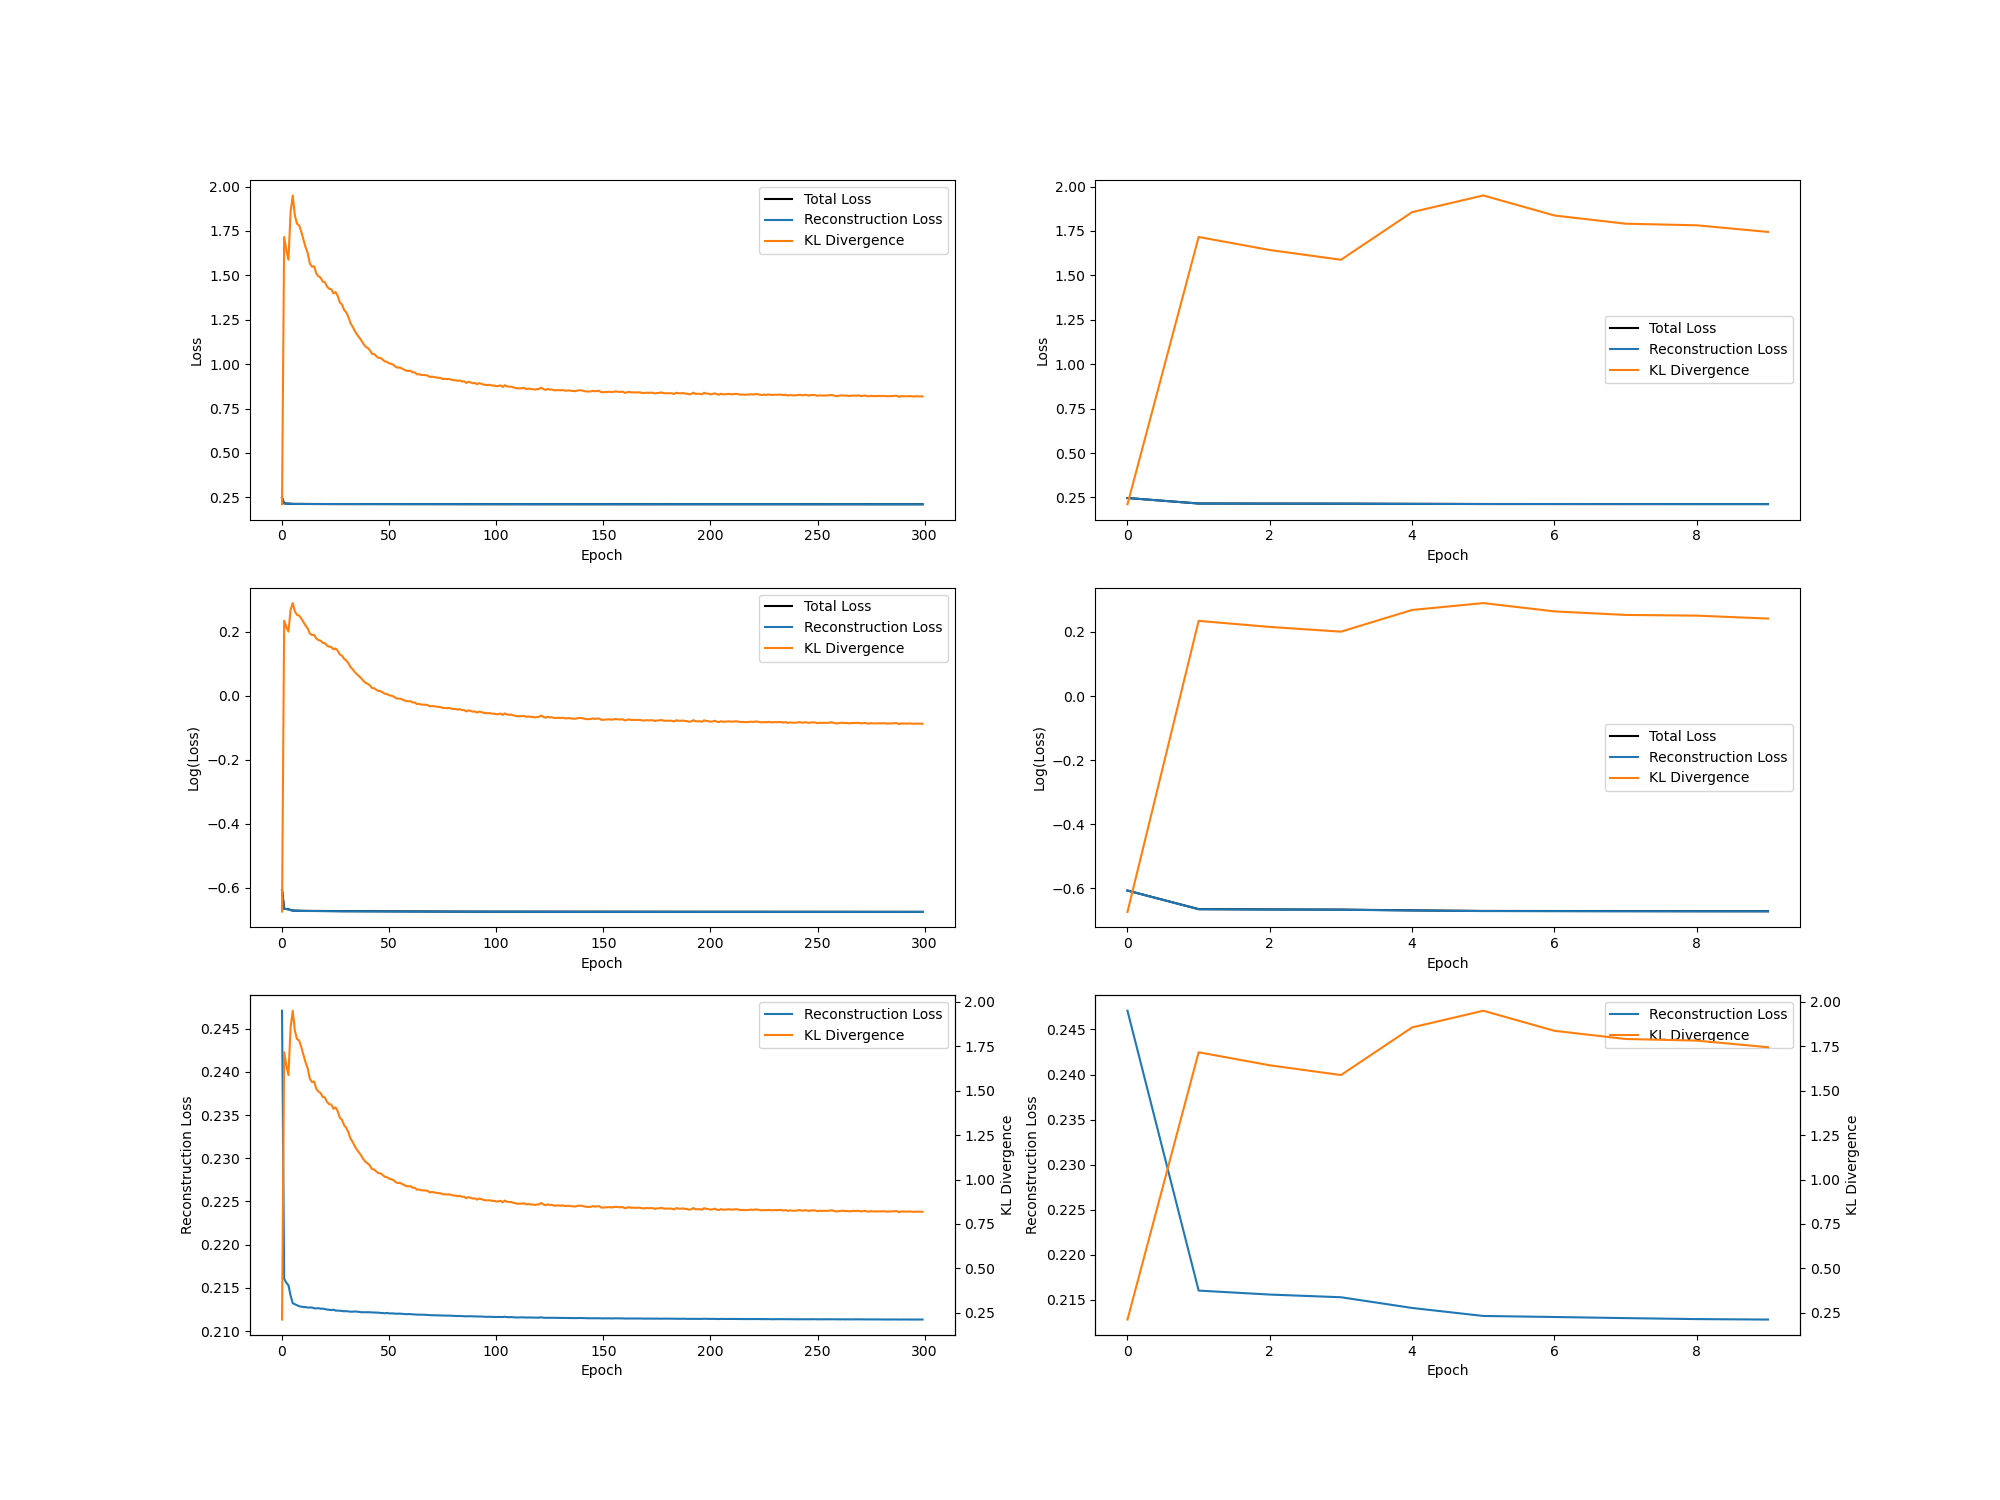 2.00
1.75
1.50
1.25
1.00
0.75
0.50
0.25
Loss
0 50 100 150 200 250 300
Epoch
Total Loss
Reconstruction Loss
KL Divergence
2.00
1.75
1.50
1.25
1.00
0.75
0.50
0.25
Loss
0 2 4 6 8
Epoch
Total Loss
Reconstruction Loss
KL Divergence
0.2
0.0
−0.2
−0.4
−0.6
Log(Loss)
0 50 100 150 200 250 300
Epoch
Total Loss
Reconstruction Loss
KL Divergence
0.2
0.0
−0.2
−0.4
−0.6
Log(Loss)
0 2 4 6 8
Epoch
Total Loss
Reconstruction Loss
KL Divergence
0.245
0.240
0.235
0.230
0.225
0.220
0.215
0.210
Reconstruction Loss
0 50 100 150 200 250 300
Epoch
Reconstruction Loss
KL Divergence
2.00
1.75
1.50
1.25
1.00
0.75
0.50
0.25
KL Divergence
0.245
0.240
0.235
0.230
0.225
0.220
0.215
Reconstruction Loss
0 2 4 6 8
Epoch
Reconstruction Loss
KL Divergence
2.00
1.75
1.50
1.25
1.00
0.75
0.50
0.25
KL Divergence